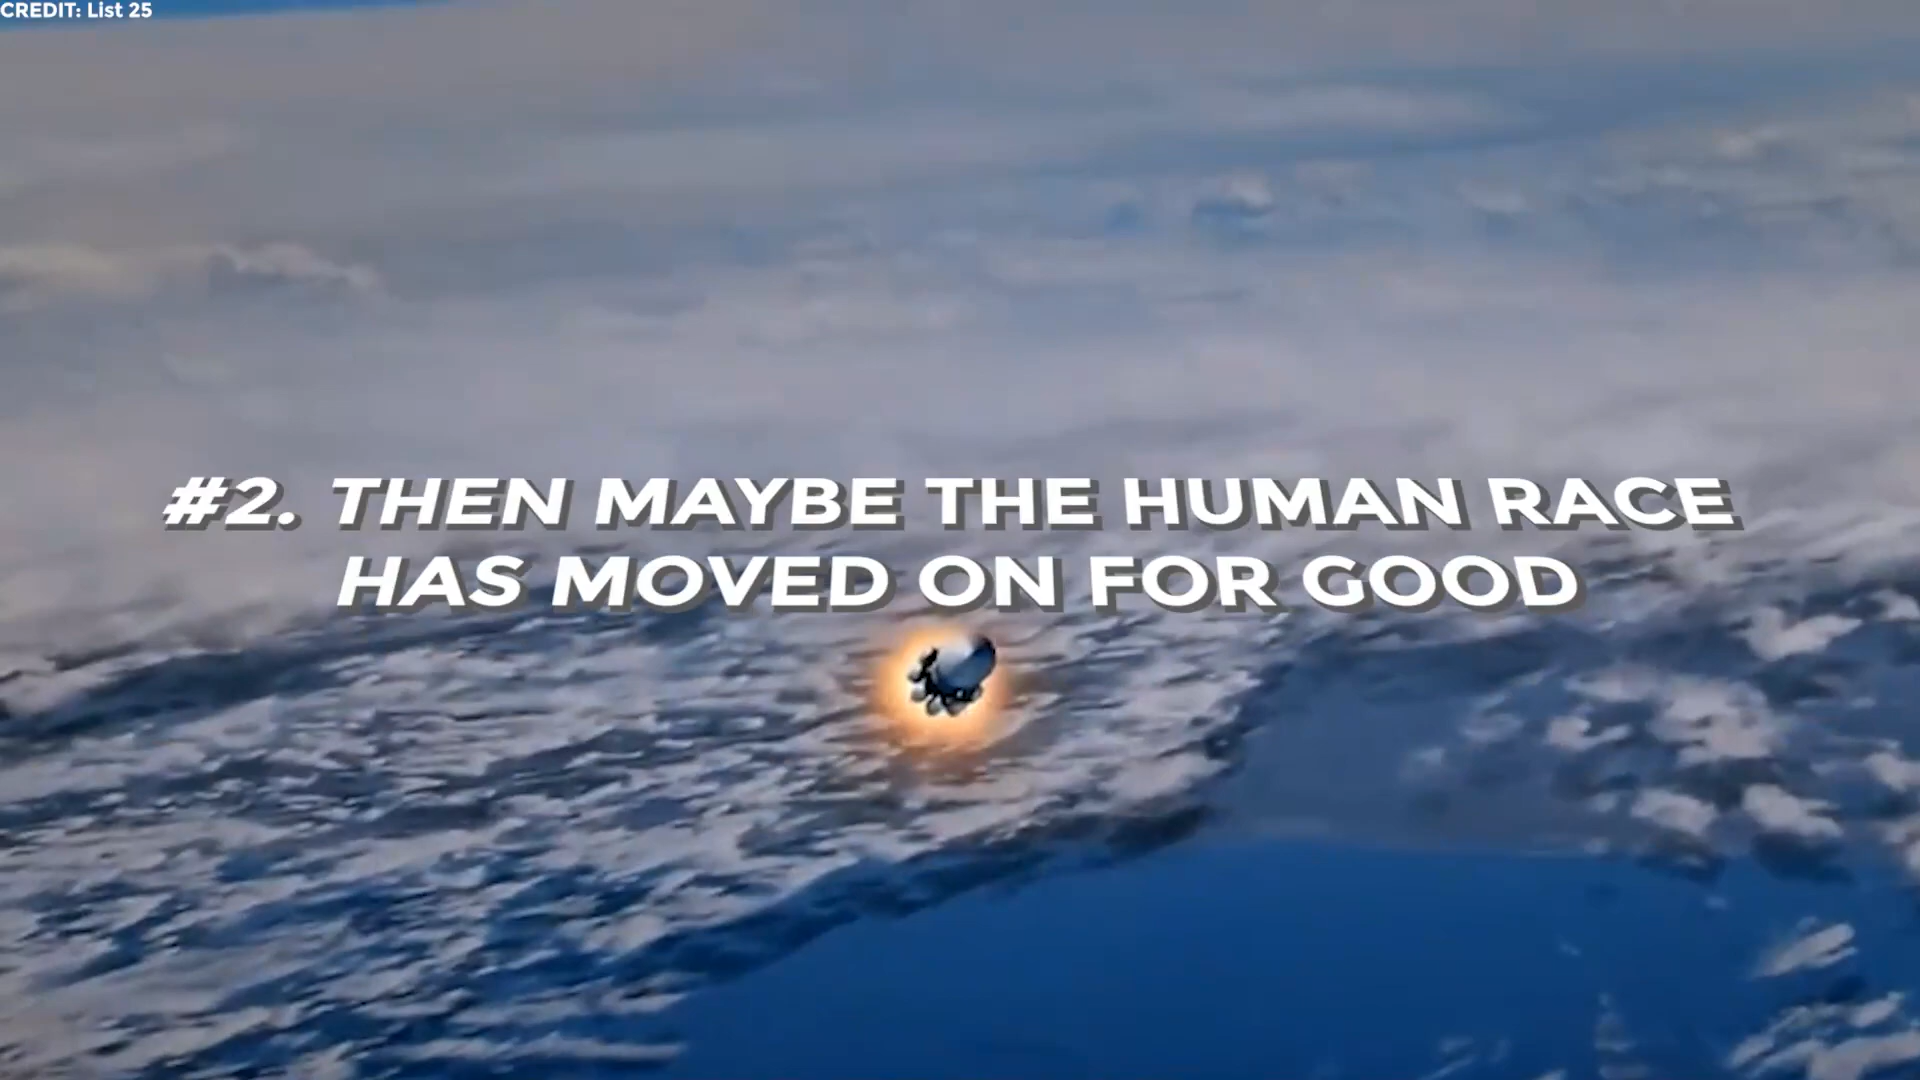 CREDIT: List 25
#2. THEN MAYBE THE HUMAN RACE
HAS MOVED ON FOR GOOD